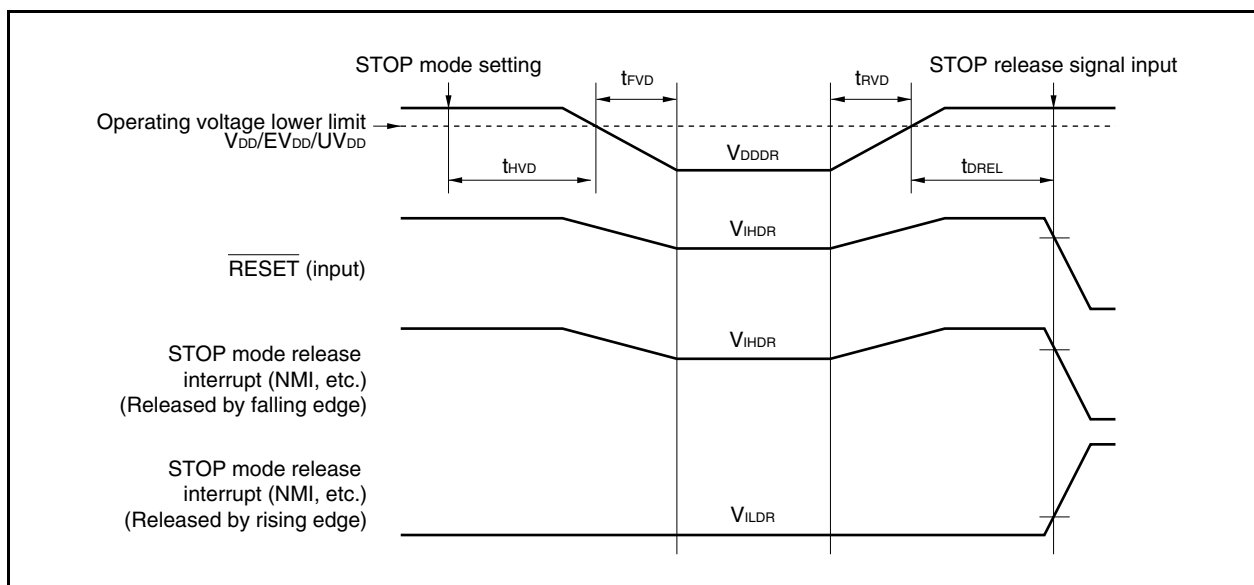 STOP mode setting
tFVD
tRVD
STOP release signal input
Operating voltage lower limit
VDD/EVDD/UVDD
tHVD
VDDDR
tDREL
VIHDR
RESET (input)
VIHDR
STOP mode release
interrupt (NMI, etc.)
(Released by falling edge)
STOP mode release
interrupt (NMI, etc.)
(Released by rising edge)
VILDR